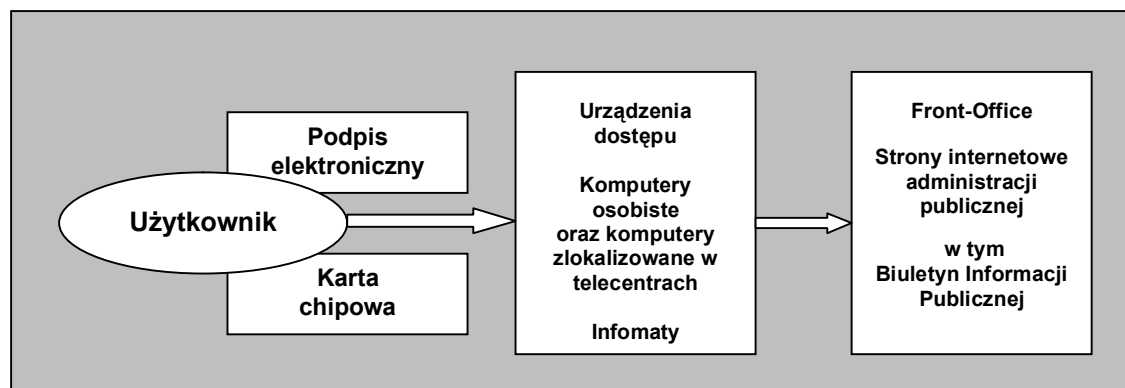 Podpis
elektroniczny
Użytkownik
Karta
chipowa
Urządzenia
dostępu
Komputery
osobiste
oraz komputery
zlokalizowane w
telecentrach
Infomaty
Front-Office
Strony internetowe
administracji
publicznej
w tym
Biuletyn Informacji
Publicznej